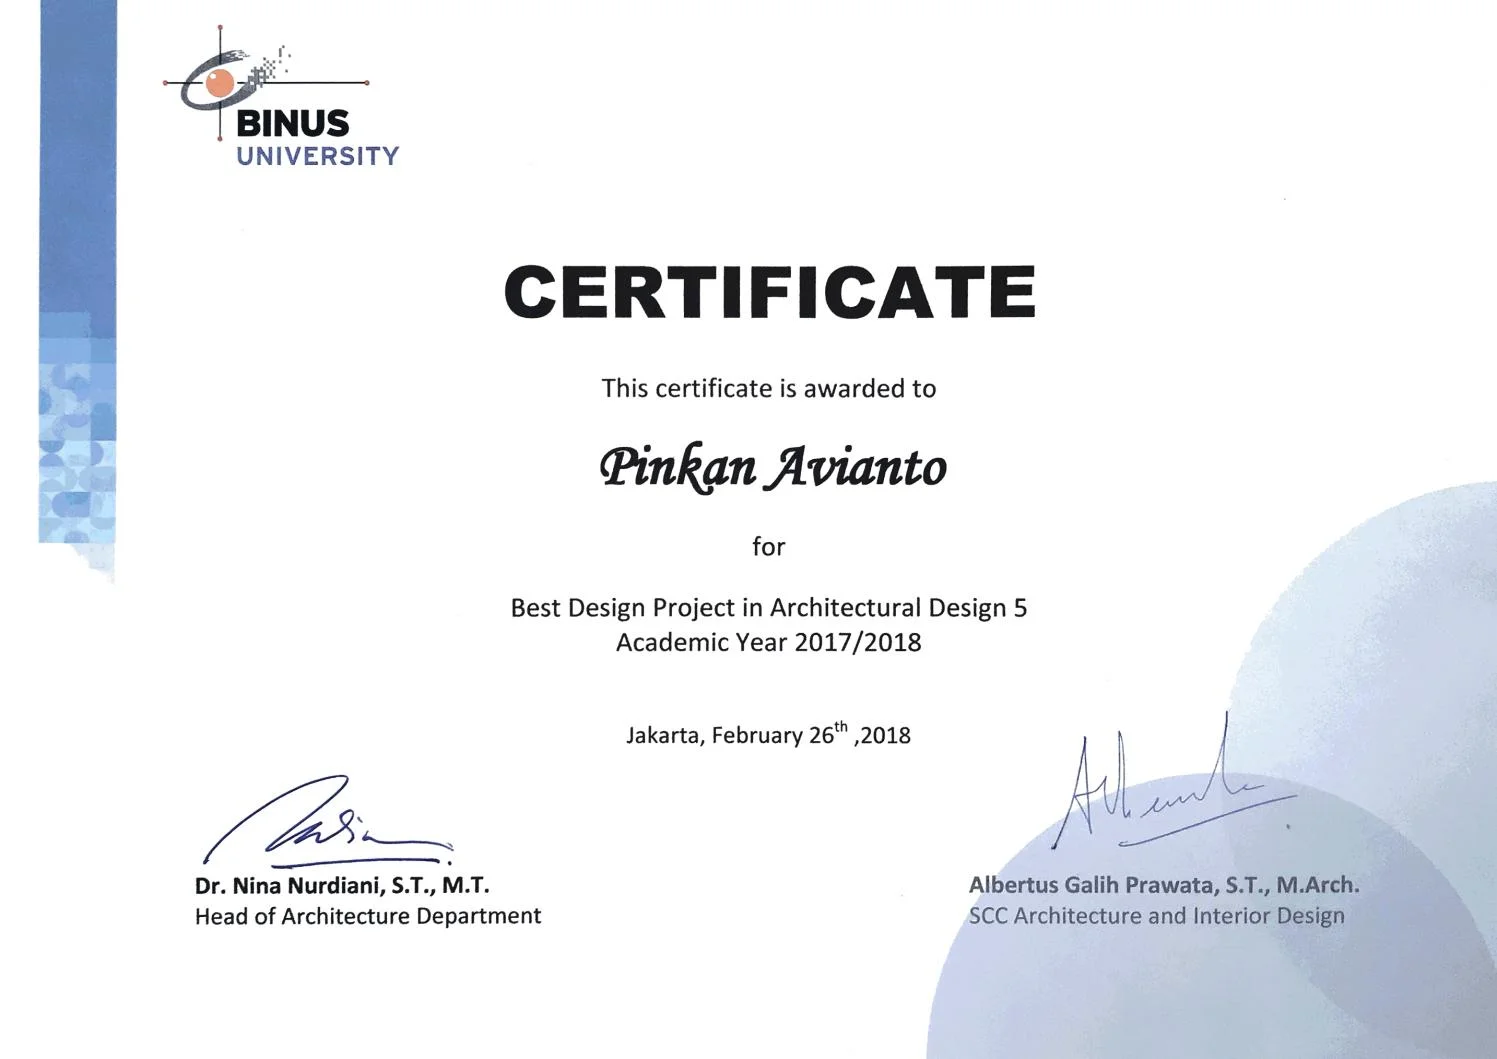 BINUS
UNIVERSITY
CERTIFICATE
This certificate is awarded to
Pinkan Avianto
for
Best Design Project in Architectural Design 5
Academic Year 2017/2018
Jakarta, February 26th ,2018
Dr. Nina Nurdiani, S.T., M.T.
Head of Architecture Department
Albertus Galih Prawata, S.T., M.Arch.
SCC Architecture and Interior Design